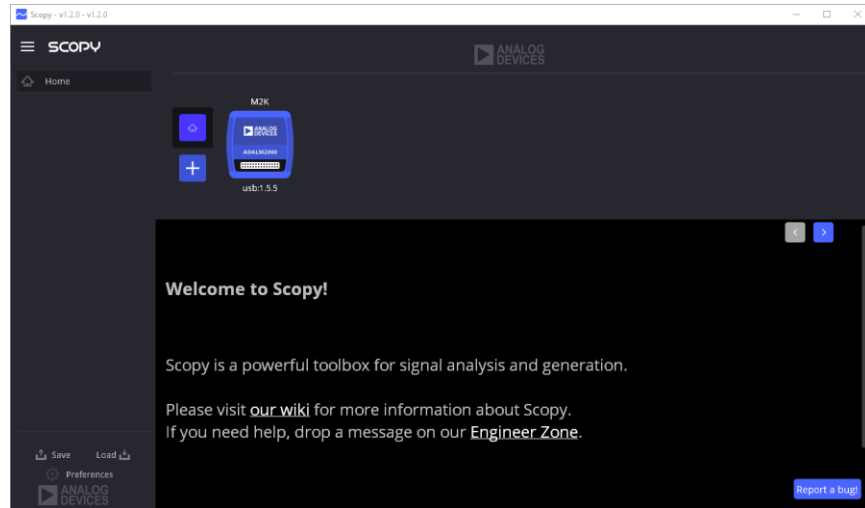 Scopy - v1.2.0 - v1.2.0
SCOPY
ANALOG
DEVICES
Home
M2K
ANALOG
DEVICES
ADALM2000
usb:1.5.5
Welcome to Scopy!
Scopy is a powerful toolbox for signal analysis and generation.
Please visit our wiki for more information about Scopy.
If you need help, drop a message on our Engineer Zone.
Save Load
Preferences
ANALOG
DEVICES
Report a bug!